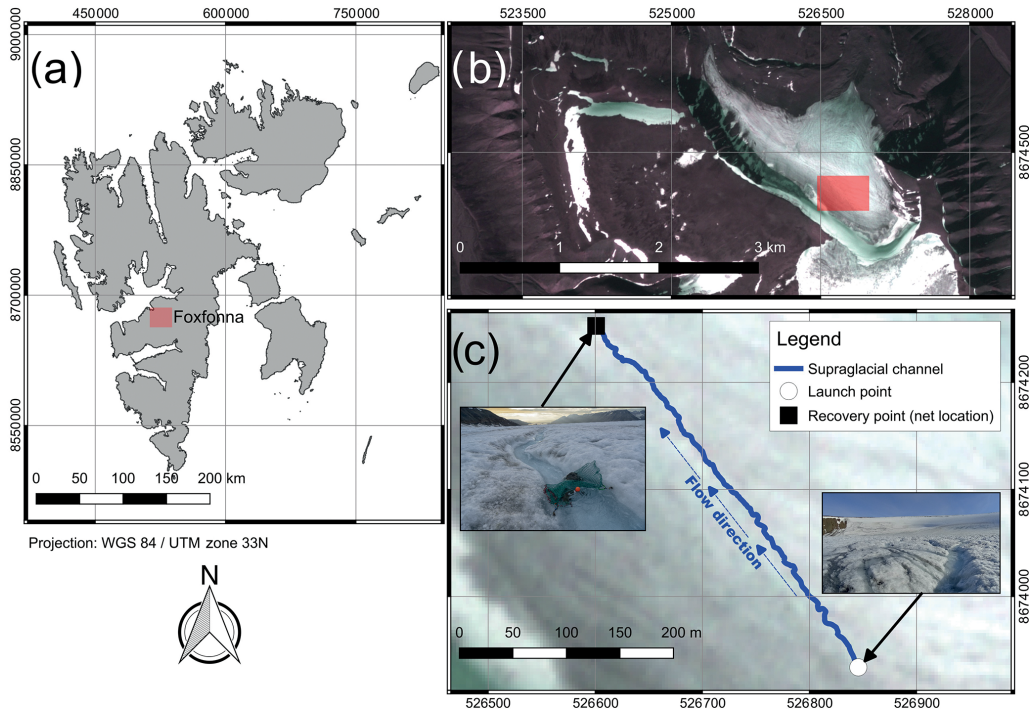 450000 600000 750000
9000000
8850000
8700000
8550000
(a)
Foxfonna
0 50 100 150 200 km
Projection: WGS 84 / UTM zone 33N
N
523500 525000 526500 528000
(b)
8674500
0 1 2 3 km
(c)
Legend
Supraglacial channel
Launch point
Recovery point (net location)
8674200
8674100
8674000
Flow direction
0 50 100 150 200 m
526500 526600 526700 526800 526900